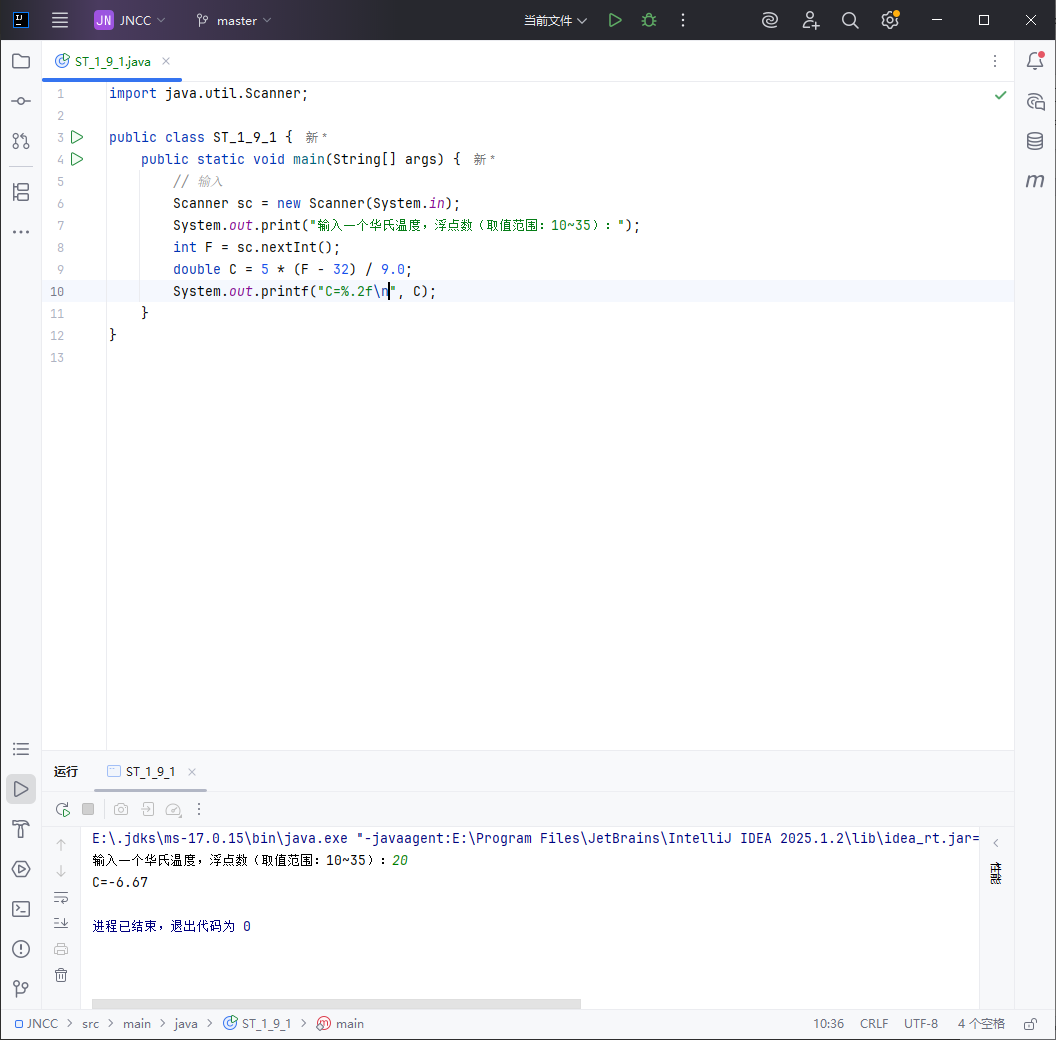 JN JNCC master 当前文件
ST_1_9_1.java
1 import java.util.Scanner;
2
3 public class ST_1_9_1 { 新 *
4 public static void main(String[] args) { 新 *
5 // 输入
6 Scanner sc = new Scanner(System.in);
7 System.out.print("输入一个华氏温度，浮点数（取值范围：10~35）：");
8 int F = sc.nextInt();
9 double C = 5 * (F - 32) / 9.0;
10 System.out.printf("C=%.2f\n", C);
11 }
12 }
13
m
运行 ST_1_9_1
E:\.jdks\ms-17.0.15\bin\java.exe "-javaagent:E:\Program Files\JetBrains\IntelliJ IDEA 2025.1.2\lib\idea_rt.jar=
输入一个华氏温度，浮点数（取值范围：10~35）：20
C=-6.67
进程已结束，退出代码为 0
JNCC > src > main > java > ST_1_9_1 > main 10:36 CRLF UTF-8 4 个空格